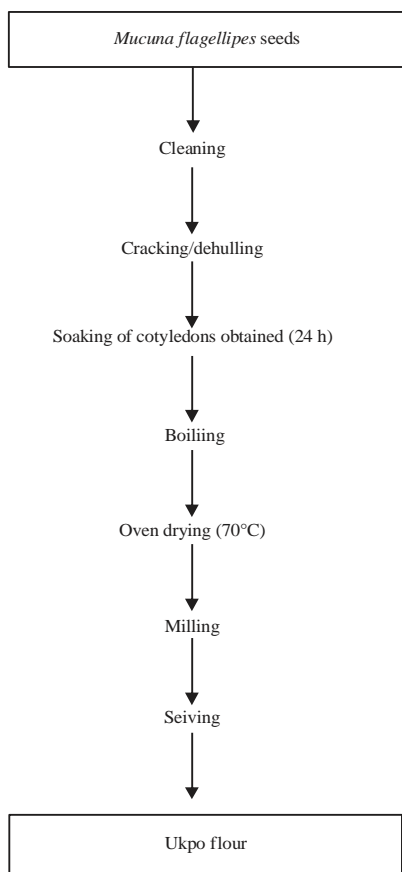 Mucuna flagellipes seeds
Cleaning
Cracking/dehulling
Soaking of cotyledons obtained (24 h)
Boiliing
Oven drying (70°C)
Milling
Seiving
Ukpo flour